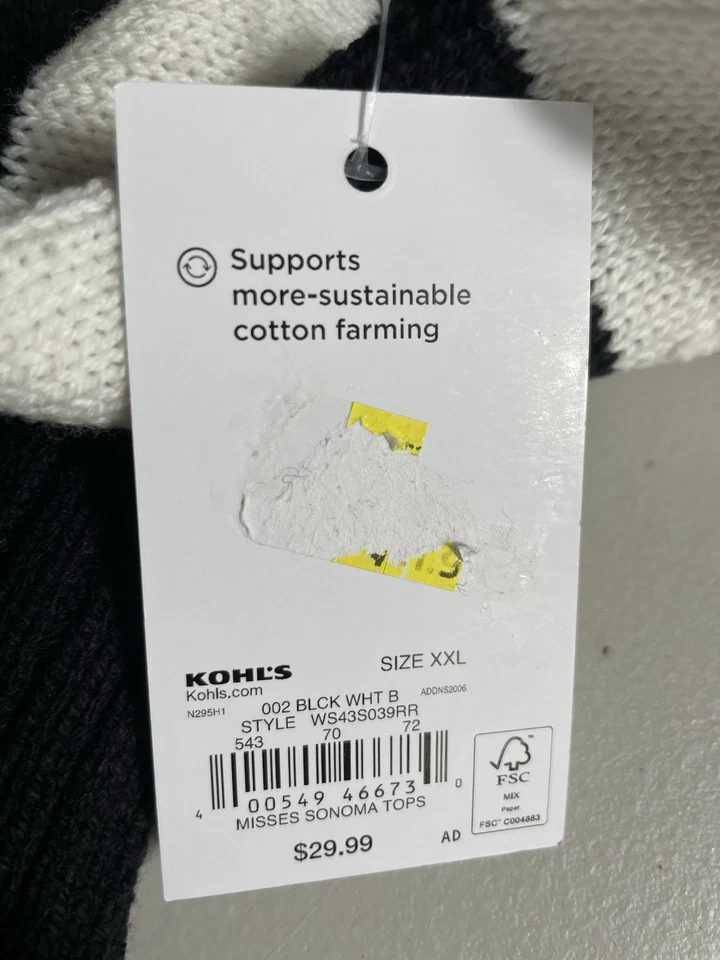 Supports
more-sustainable
cotton farming
KOHL'S
SIZE XXL
Kohls.com
N295H1
002 BLCK WHT B
ADDNS2006
STYLE WS43S039RR
543 70 72
4 00549 46673 0
MISSES SONOMA TOPS
$29.99
AD
FSC
MIX
Paper
FSC™ C004883